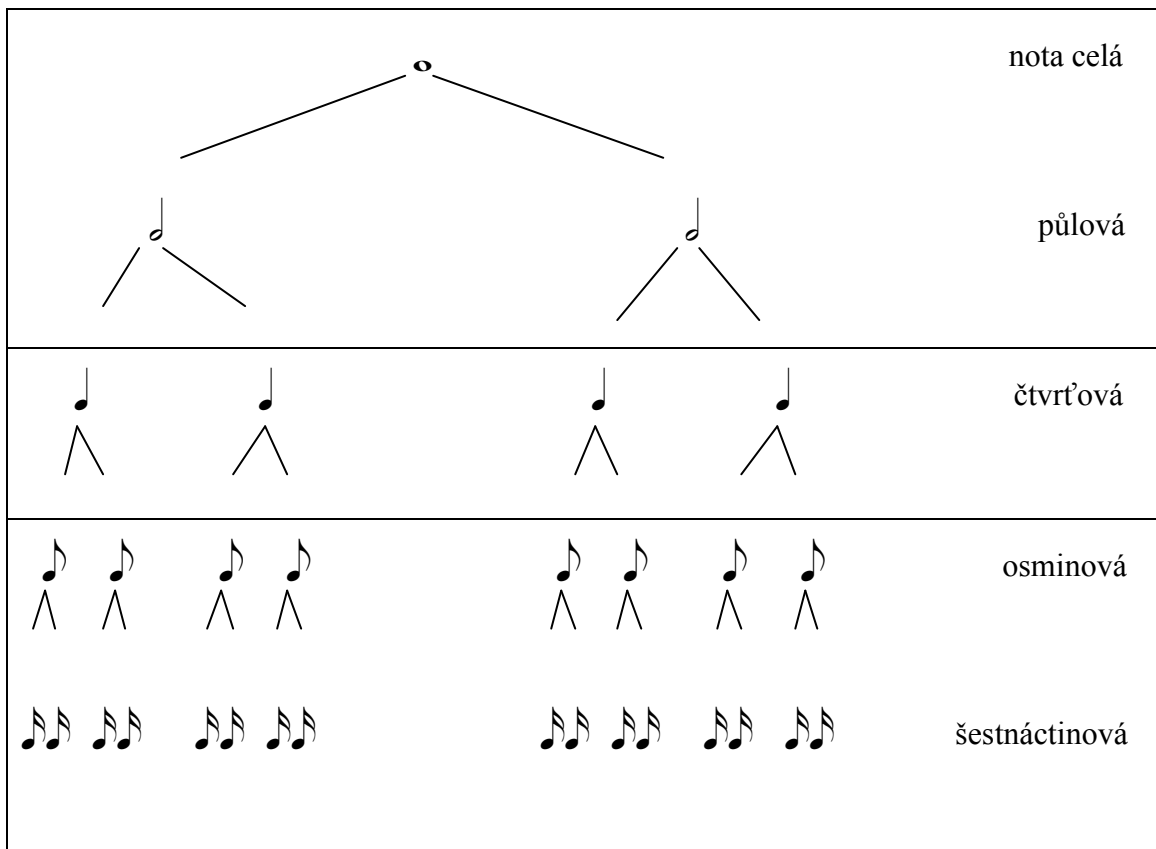 nota celá
půlová
čtvrťová
osminová
šestnáctinová